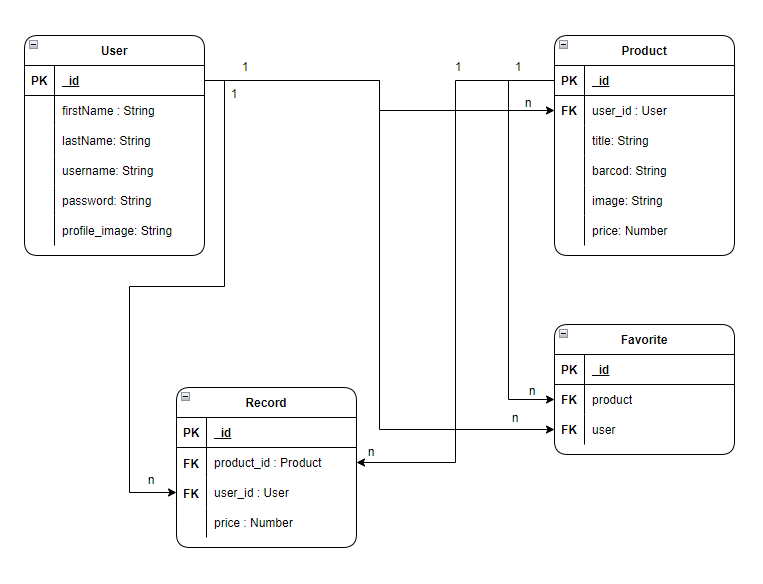 User
PK _id
firstName : String
lastName: String
username: String
password: String
profile_image: String
1
1
1
1
Product
PK _id
n
FK user_id : User
title: String
barcod: String
image: String
price: Number
Favorite
PK _id
n
FK product
n
FK user
Record
PK _id
n
FK product_id : Product
n
FK user_id : User
price : Number